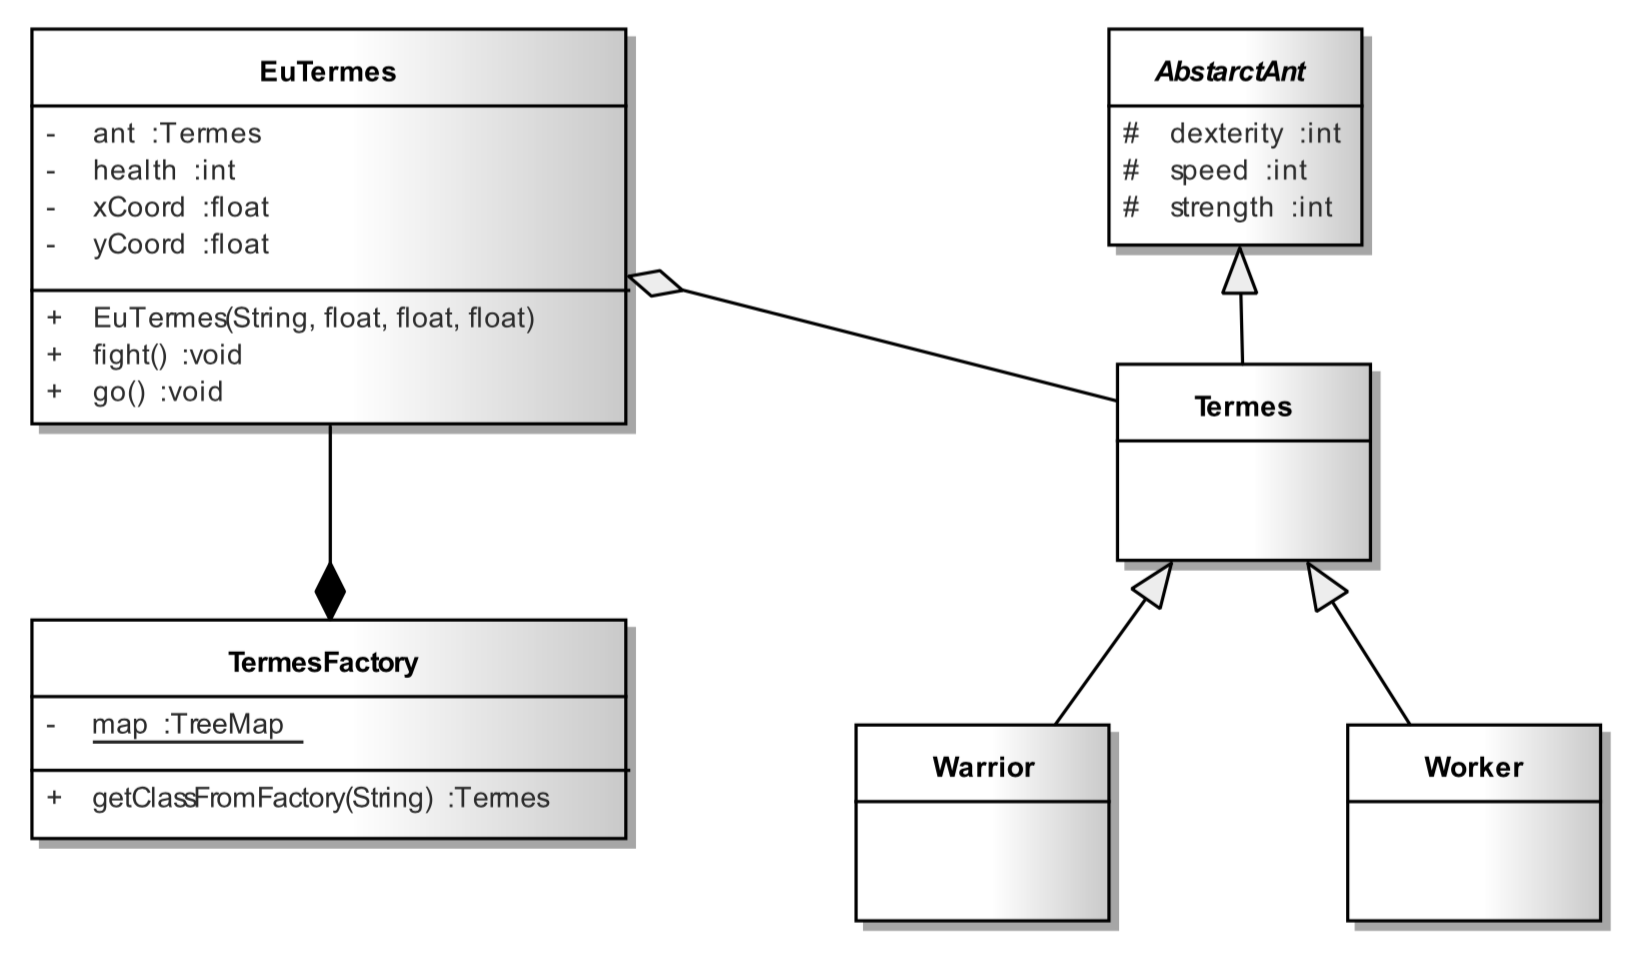 EuTermes
- ant :Termes
- health :int
- xCoord :float
- yCoord :float
+ EuTermes(String, float, float, float)
+ fight() :void
+ go() :void
AbstarctAnt
# dexterity :int
# speed :int
# strength :int
Termes
TermesFactory
- map :TreeMap
+ getClassFromFactory(String) :Termes
Warrior
Worker